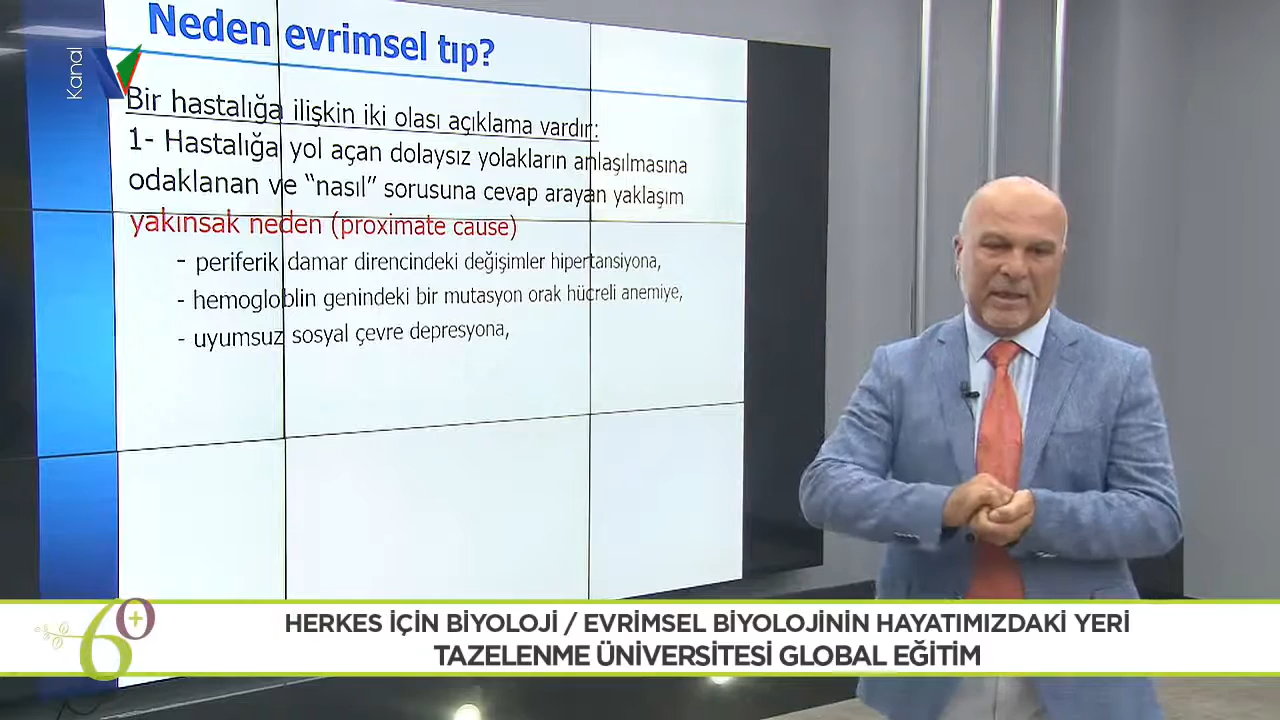 Kanal
Neden evrimsel tıp?
Bir hastalığa ilişkin iki olası açıklama vardır:
1- Hastalığa yol açan dolaysız yolakların anlaşılmasına
odaklanan ve “nasıl” sorusuna cevap arayan yaklaşım
yakınsak neden (proximate cause)
- periferik damar direncindeki değişimler hipertansiyona,
- hemogloblin genindeki bir mutasyon orak hücreli anemiye,
- uyumsuz sosyal çevre depresyona,
60+
HERKES İÇİN BİYOLOJİ / EVRİMSEL BİYOLOJİNİN HAYATIMIZDAKİ YERİ
TAZELENME ÜNİVERSİTESİ GLOBAL EĞİTİM